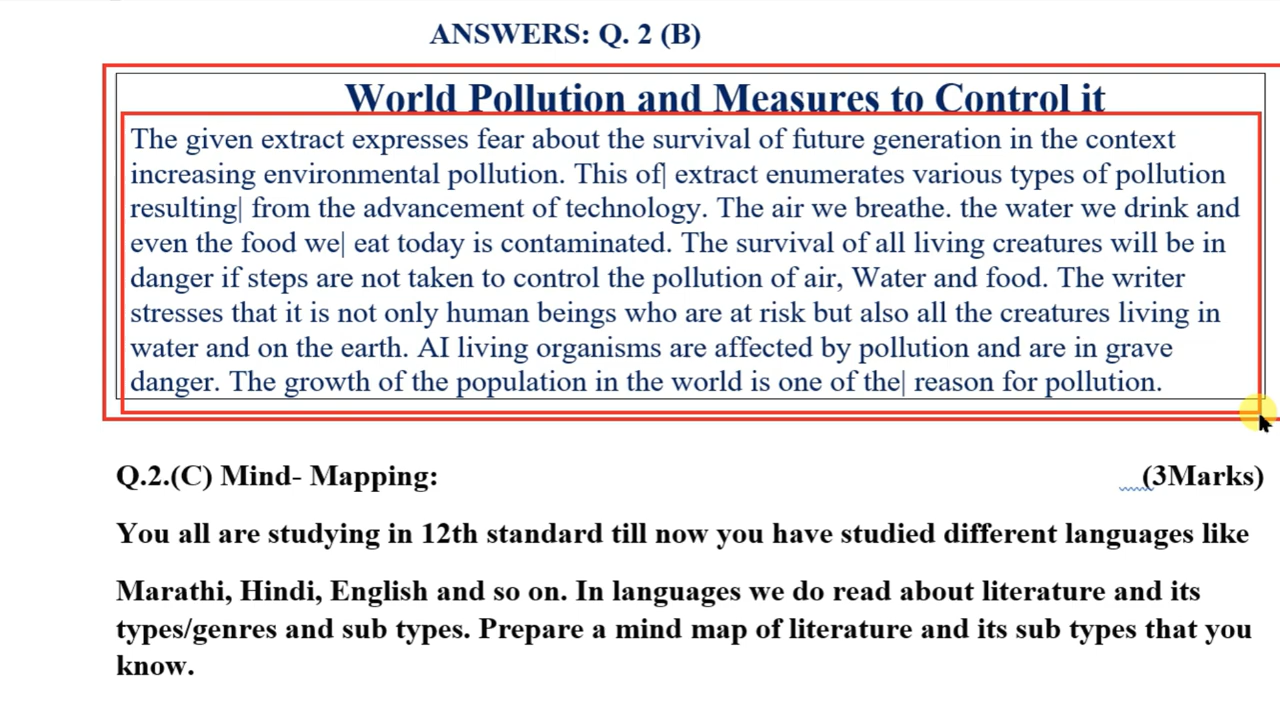 ANSWERS: Q. 2 (B)
World Pollution and Measures to Control it
The given extract expresses fear about the survival of future generation in the context
increasing environmental pollution. This of| extract enumerates various types of pollution
resulting| from the advancement of technology. The air we breathe. the water we drink and
even the food we| eat today is contaminated. The survival of all living creatures will be in
danger if steps are not taken to control the pollution of air, Water and food. The writer
stresses that it is not only human beings who are at risk but also all the creatures living in
water and on the earth. AI living organisms are affected by pollution and are in grave
danger. The growth of the population in the world is one of the| reason for pollution.
Q.2.(C) Mind- Mapping: (3Marks)
You all are studying in 12th standard till now you have studied different languages like
Marathi, Hindi, English and so on. In languages we do read about literature and its
types/genres and sub types. Prepare a mind map of literature and its sub types that you
know.